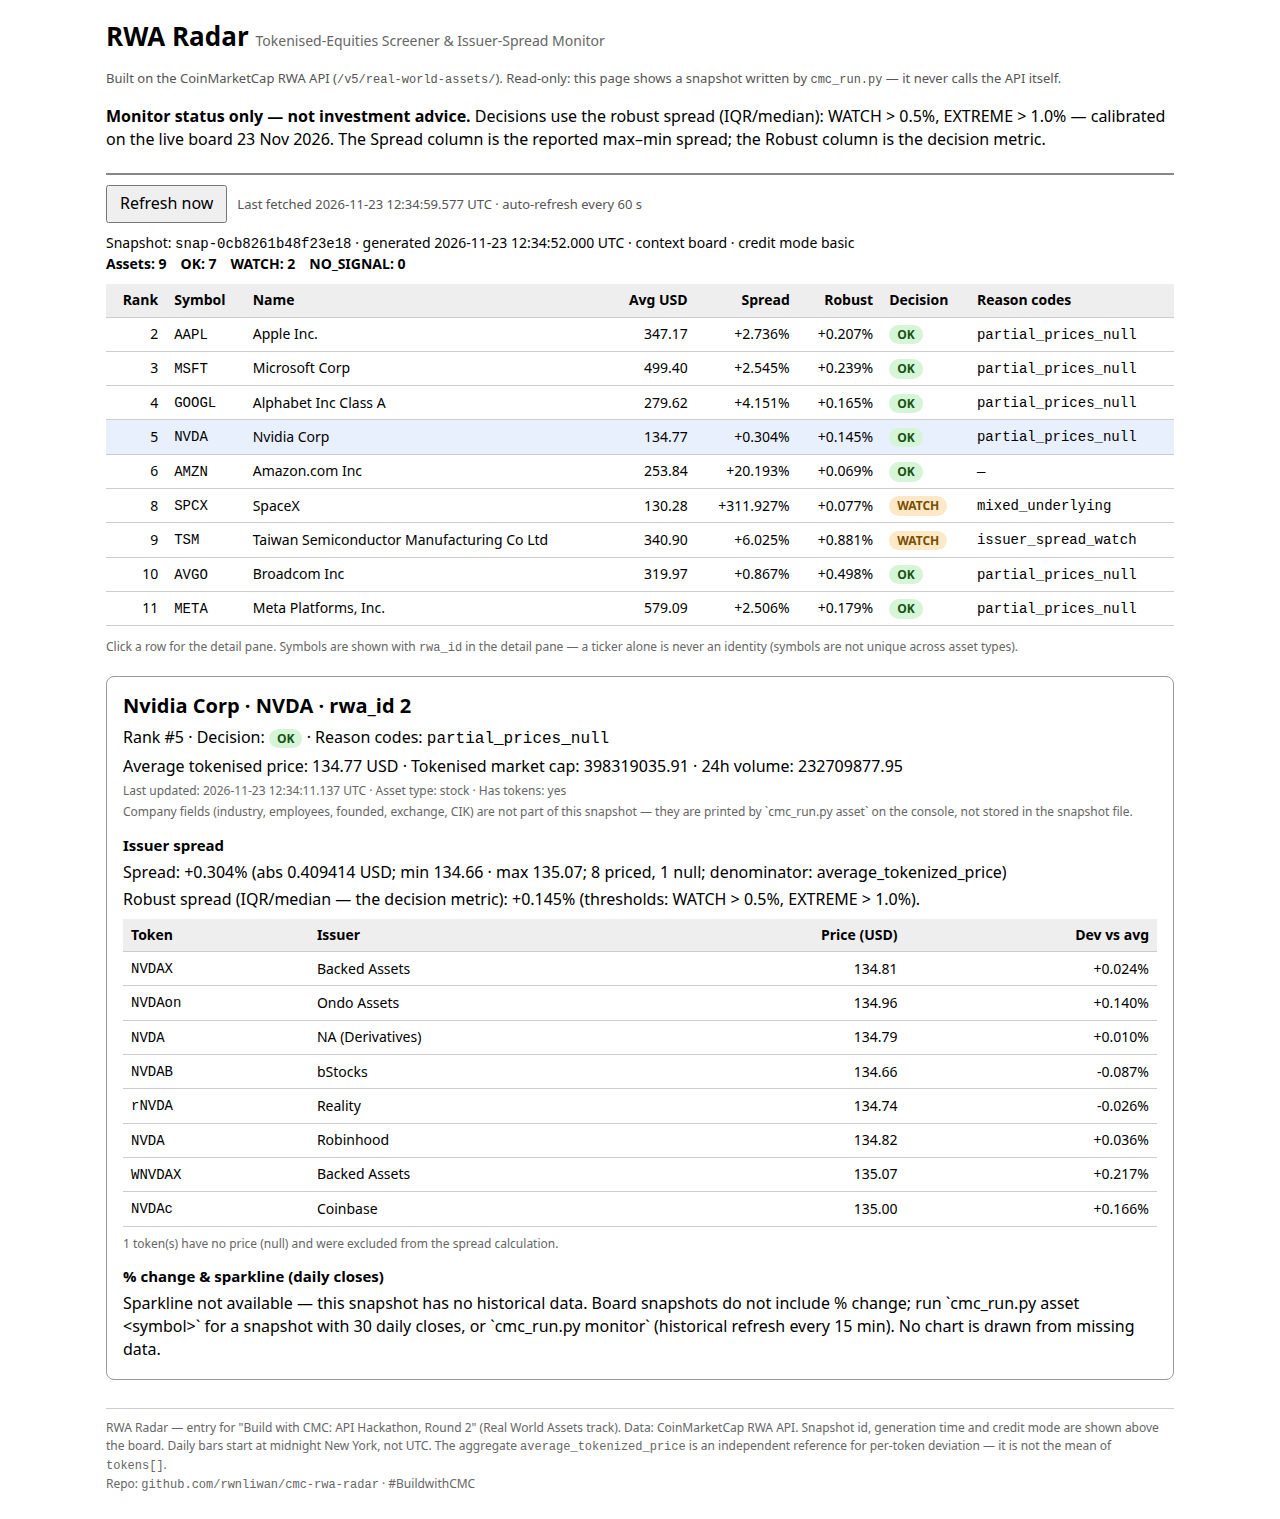 RWA Radar Tokenised-Equities Screener & Issuer-Spread Monitor
Built on the CoinMarketCap RWA API (/v5/real-world-assets/). Read-only: this page shows a snapshot written by cmc_run.py — it never calls the API itself.
Monitor status only — not investment advice. Decisions use the robust spread (IQR/median): WATCH > 0.5%, EXTREME > 1.0% — calibrated
on the live board 23 Nov 2026. The Spread column is the reported max–min spread; the Robust column is the decision metric.
Refresh now Last fetched 2026-11-23 12:34:59.577 UTC · auto-refresh every 60 s
Snapshot: snap-0cb8261b48f23e18 · generated 2026-11-23 12:34:52.000 UTC · context board · credit mode basic
Assets: 9 OK: 7 WATCH: 2 NO_SIGNAL: 0
Rank Symbol Name Avg USD Spread Robust Decision Reason codes
2 AAPL Apple Inc. 347.17 +2.736% +0.207% OK partial_prices_null
3 MSFT Microsoft Corp 499.40 +2.545% +0.239% OK partial_prices_null
4 GOOGL Alphabet Inc Class A 279.62 +4.151% +0.165% OK partial_prices_null
5 NVDA Nvidia Corp 134.77 +0.304% +0.145% OK partial_prices_null
6 AMZN Amazon.com Inc 253.84 +20.193% +0.069% OK —
8 SPCX SpaceX 130.28 +311.927% +0.077% WATCH mixed_underlying
9 TSM Taiwan Semiconductor Manufacturing Co Ltd 340.90 +6.025% +0.881% WATCH issuer_spread_watch
10 AVGO Broadcom Inc 319.97 +0.867% +0.498% OK partial_prices_null
11 META Meta Platforms, Inc. 579.09 +2.506% +0.179% OK partial_prices_null
Click a row for the detail pane. Symbols are shown with rwa_id in the detail pane — a ticker alone is never an identity (symbols are not unique across asset types).
Nvidia Corp · NVDA · rwa_id 2
Rank #5 · Decision: OK · Reason codes: partial_prices_null
Average tokenised price: 134.77 USD · Tokenised market cap: 398319035.91 · 24h volume: 232709877.95
Last updated: 2026-11-23 12:34:11.137 UTC · Asset type: stock · Has tokens: yes
Company fields (industry, employees, founded, exchange, CIK) are not part of this snapshot — they are printed by `cmc_run.py asset` on the console, not stored in the snapshot file.
Issuer spread
Spread: +0.304% (abs 0.409414 USD; min 134.66 · max 135.07; 8 priced, 1 null; denominator: average_tokenized_price)
Robust spread (IQR/median — the decision metric): +0.145% (thresholds: WATCH > 0.5%, EXTREME > 1.0%).
Token Issuer Price (USD) Dev vs avg
NVDAX Backed Assets 134.81 +0.024%
NVDAon Ondo Assets 134.96 +0.140%
NVDA NA (Derivatives) 134.79 +0.010%
NVDAB bStocks 134.66 -0.087%
rNVDA Reality 134.74 -0.026%
NVDA Robinhood 134.82 +0.036%
WNVDAX Backed Assets 135.07 +0.217%
NVDAc Coinbase 135.00 +0.166%
1 token(s) have no price (null) and were excluded from the spread calculation.
% change & sparkline (daily closes)
Sparkline not available — this snapshot has no historical data. Board snapshots do not include % change; run `cmc_run.py asset
<symbol>` for a snapshot with 30 daily closes, or `cmc_run.py monitor` (historical refresh every 15 min). No chart is drawn from missing
data.
RWA Radar — entry for "Build with CMC: API Hackathon, Round 2" (Real World Assets track). Data: CoinMarketCap RWA API. Snapshot id, generation time and credit mode are shown above
the board. Daily bars start at midnight New York, not UTC. The aggregate average_tokenized_price is an independent reference for per-token deviation — it is not the mean of
tokens[].
Repo: github.com/rwnliwan/cmc-rwa-radar · #BuildwithCMC